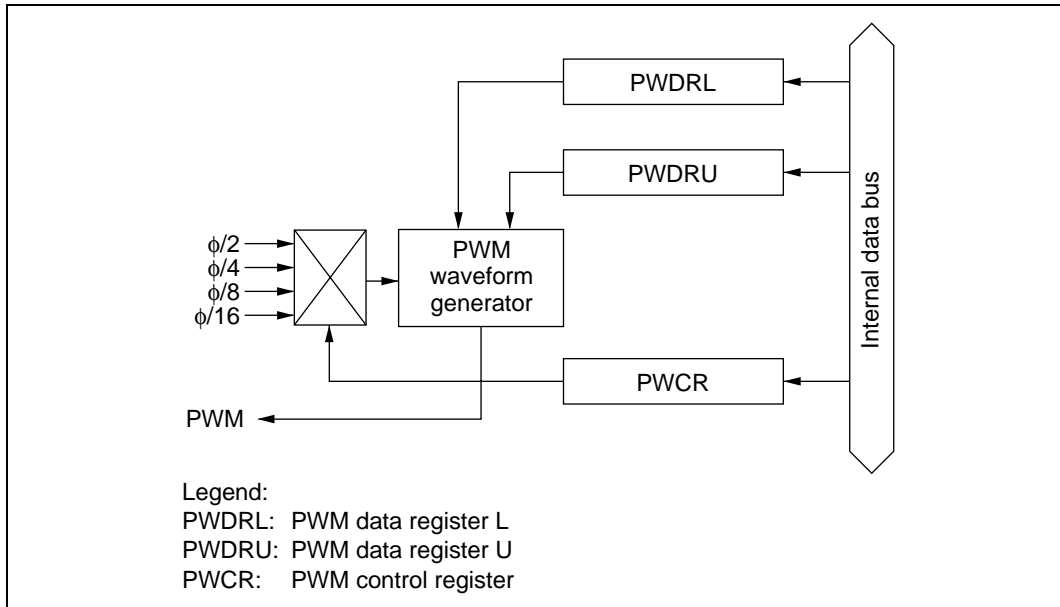 PWDRL
PWDRU
Internal data bus
ϕ/2
ϕ/4
ϕ/8
ϕ/16
PWM
waveform
generator
PWCR
PWM
Legend:
PWDRL: PWM data register L
PWDRU: PWM data register U
PWCR: PWM control register